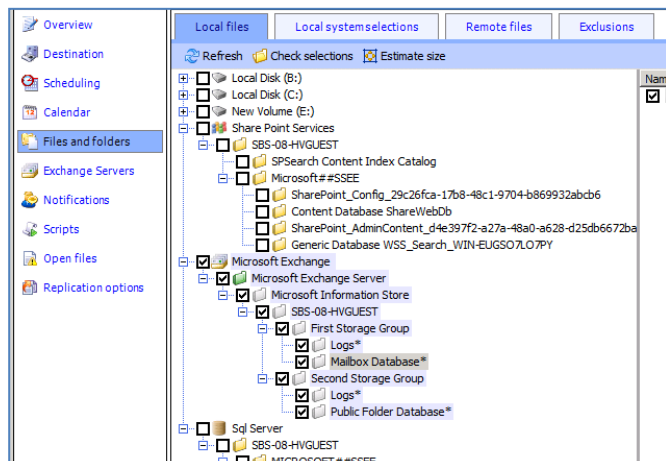 Overview
Destination
Scheduling
Calendar
Files and folders
Exchange Servers
Notifications
Scripts
Open files
Replication options
Local files
Local system selections
Remote files
Exclusions
Refresh
Check selections
Estimate size
Nam
Local Disk (B:)
Local Disk (C:)
New Volume (E:)
Share Point Services
SBS-08-HVGUEST
SPSearch Content Index Catalog
Microsoft##SSEE
SharePoint_Config_29c26fca-17b8-48c1-9704-b869932abcb6
Content Database ShareWebDb
SharePoint_AdminContent_d4e397f2-a27a-48a0-a628-d25db6672ba
Generic Database WSS_Search_WIN-EUGSO7LO7PY
Microsoft Exchange
Microsoft Exchange Server
Microsoft Information Store
SBS-08-HVGUEST
First Storage Group
Logs*
Mailbox Database*
Second Storage Group
Logs*
Public Folder Database*
Sql Server
SBS-08-HVGUEST
MICROSOFT##SSEE